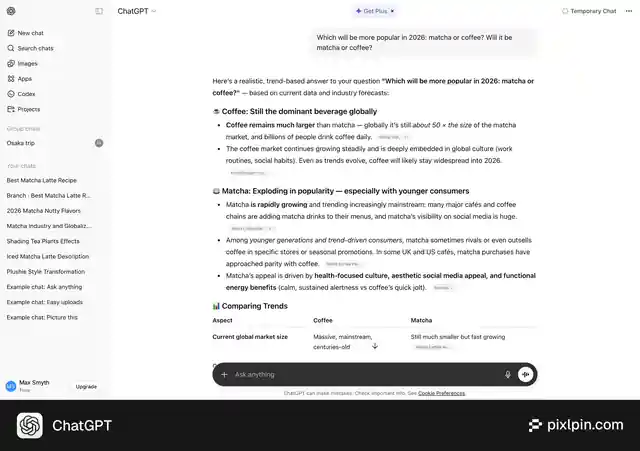 ChatGPT
Get Plus
Temporary Chat
New chat
Search chats
Images
Apps
Codex
Projects
Group chats
Osaka trip
Your chats
Best Matcha Latte Recipe
Branch · Best Matcha Latte R...
2026 Matcha Nutty Flavors
Matcha Industry and Globaliz...
Shading Tea Plants Effects
Iced Matcha Latte Description
Plushie Style Transformation
Example chat: Ask anything
Example chat: Easy uploads
Example chat: Picture this
Max Smyth
Free
Upgrade
Which will be more popular in 2026: matcha or coffee? Will it be
matcha or coffee?
Here's a realistic, trend-based answer to your question "Which will be more popular in 2026: matcha or
coffee?" — based on current data and industry forecasts:
Coffee: Still the dominant beverage globally
• Coffee remains much larger than matcha — globally it's still about 50 × the size of the matcha
market, and billions of people drink coffee daily.
• The coffee market continues growing steadily and is deeply embedded in global culture (work
routines, social habits). Even as trends evolve, coffee will likely stay widespread into 2026.
Matcha: Exploding in popularity — especially with younger consumers
• Matcha is rapidly growing and trending increasingly mainstream: many major cafés and coffee
chains are adding matcha drinks to their menus, and matcha's visibility on social media is huge.
• Among younger generations and trend-driven consumers, matcha sometimes rivals or even outsells
coffee in specific stores or seasonal promotions. In some UK and US cafés, matcha purchases have
approached parity with coffee.
• Matcha's appeal is driven by health-focused culture, aesthetic social media appeal, and functional
energy benefits (calm, sustained alertness vs coffee's quick jolt).
Comparing Trends
Aspect Coffee Matcha
Current global market size Massive, mainstream, Still much smaller but fast growing
centuries-old
Ask anything
ChatGPT can make mistakes. Check important info. See Cookie Preferences.
ChatGPT
pixlpin.com